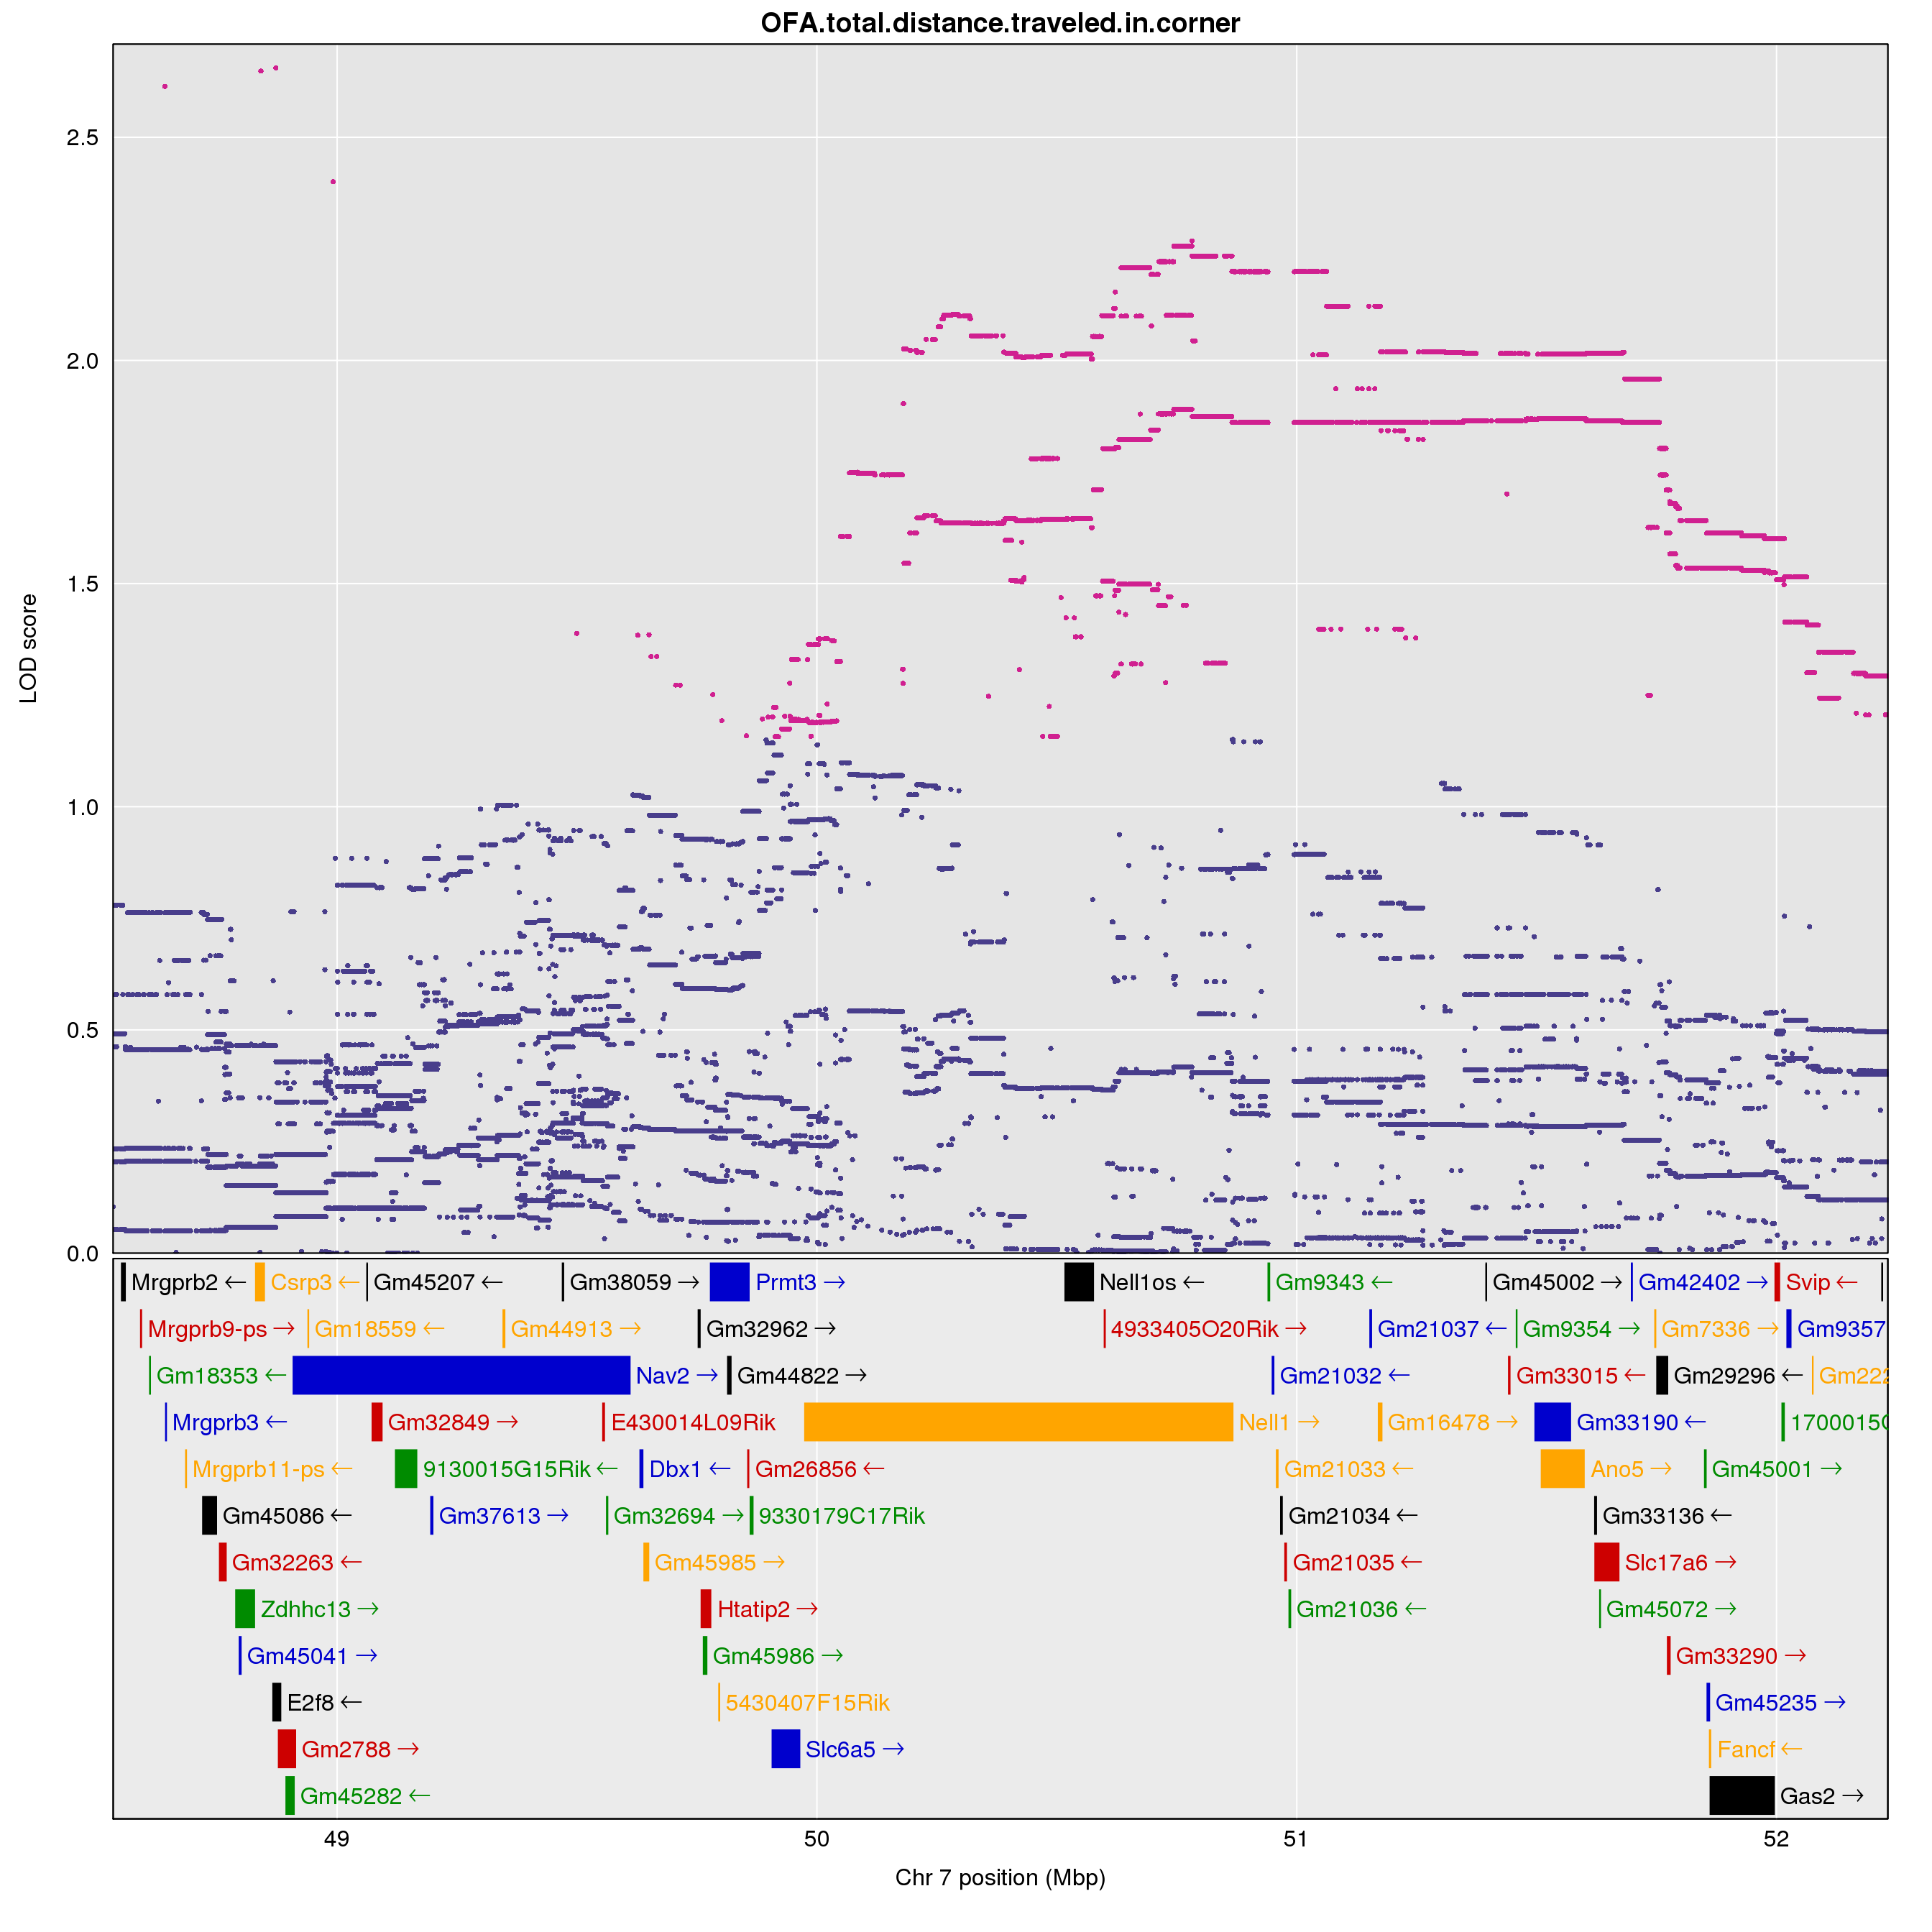 OFA.total.distance.traveled.in.corner
2.5
2.0
1.5
1.0
0.5
0.0
LOD score
Mrgprb2 ← Csrp3 ← Gm45207 ← Gm38059 → Prmt3 → Nell1os ← Gm9343 ← Gm45002 → Gm42402 → Svip ←
Mrgprb9-ps → Gm18559 ← Gm44913 → Gm32962 → 4933405O20Rik → Gm21037 ← Gm9354 → Gm7336 → Gm9357
Gm18353 ← Nav2 → Gm44822 → Gm21032 ← Gm33015 ← Gm29296 ← Gm222
Mrgprb3 ← Gm32849 → E430014L09Rik Nell1 → Gm16478 → Gm33190 ← 1700015
Mrgprb11-ps ← 9130015G15Rik ← Dbx1 ← Gm26856 ← Gm21033 ← Ano5 → Gm45001 →
Gm45086 ← Gm37613 → Gm32694 → 9330179C17Rik Gm21034 ← Gm33136 ←
Gm32263 ← Gm45985 → Gm21035 ← Slc17a6 →
Zdhhc13 → Htatip2 → Gm21036 ← Gm45072 →
Gm45041 → Gm45986 → Gm33290 →
E2f8 ← 5430407F15Rik Gm45235 →
Gm2788 → Slc6a5 → Fancf ←
Gm45282 ← Gas2 →
49 50 51 52
Chr 7 position (Mbp)